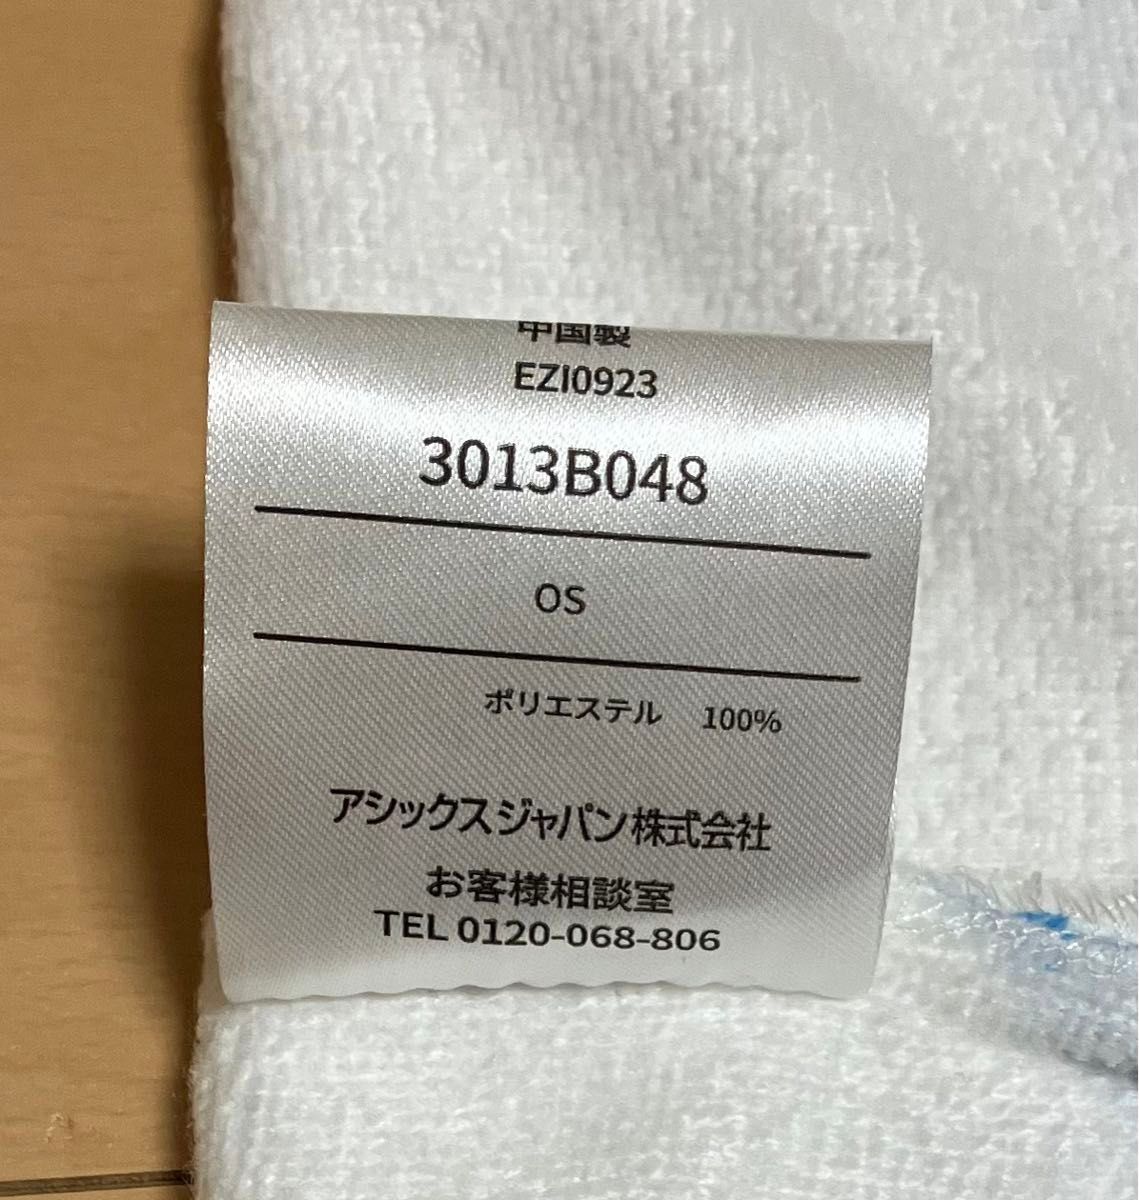 中国製
EZI0923
3013B048
OS
ポリエステル 100%
アシックスジャパン株式会社
お客様相談室
TEL 0120-068-806